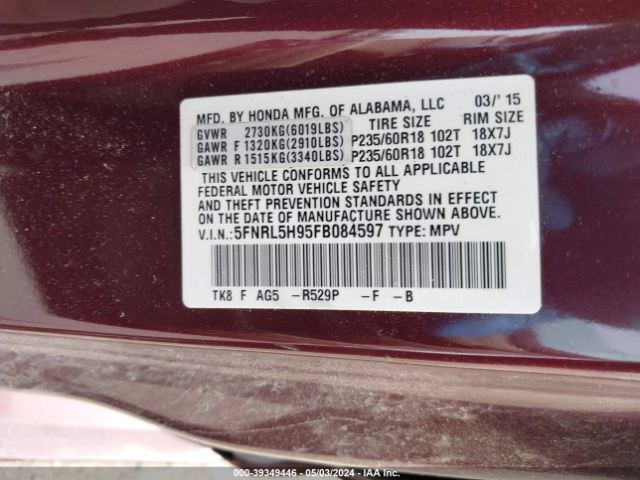 MFD. BY HONDA MFG. OF ALABAMA, LLC 03/'15
GVWR 2730KG(6019LBS) TIRE SIZE RIM SIZE
GAWR F 1320KG(2910LBS) P235/60R18 102T 18X7J
GAWR R 1515KG(3340LBS) P235/60R18 102T 18X7J
THIS VEHICLE CONFORMS TO ALL APPLICABLE
FEDERAL MOTOR VEHICLE SAFETY
AND THEFT PREVENTION STANDARDS IN EFFECT
ON THE DATE OF MANUFACTURE SHOWN ABOVE.
V.I.N.: 5FNRL5H95FB084597 TYPE: MPV
TK8 F AG5 -R529P -F -B
000-39349446 - 05/03/2024 - IAA Inc.